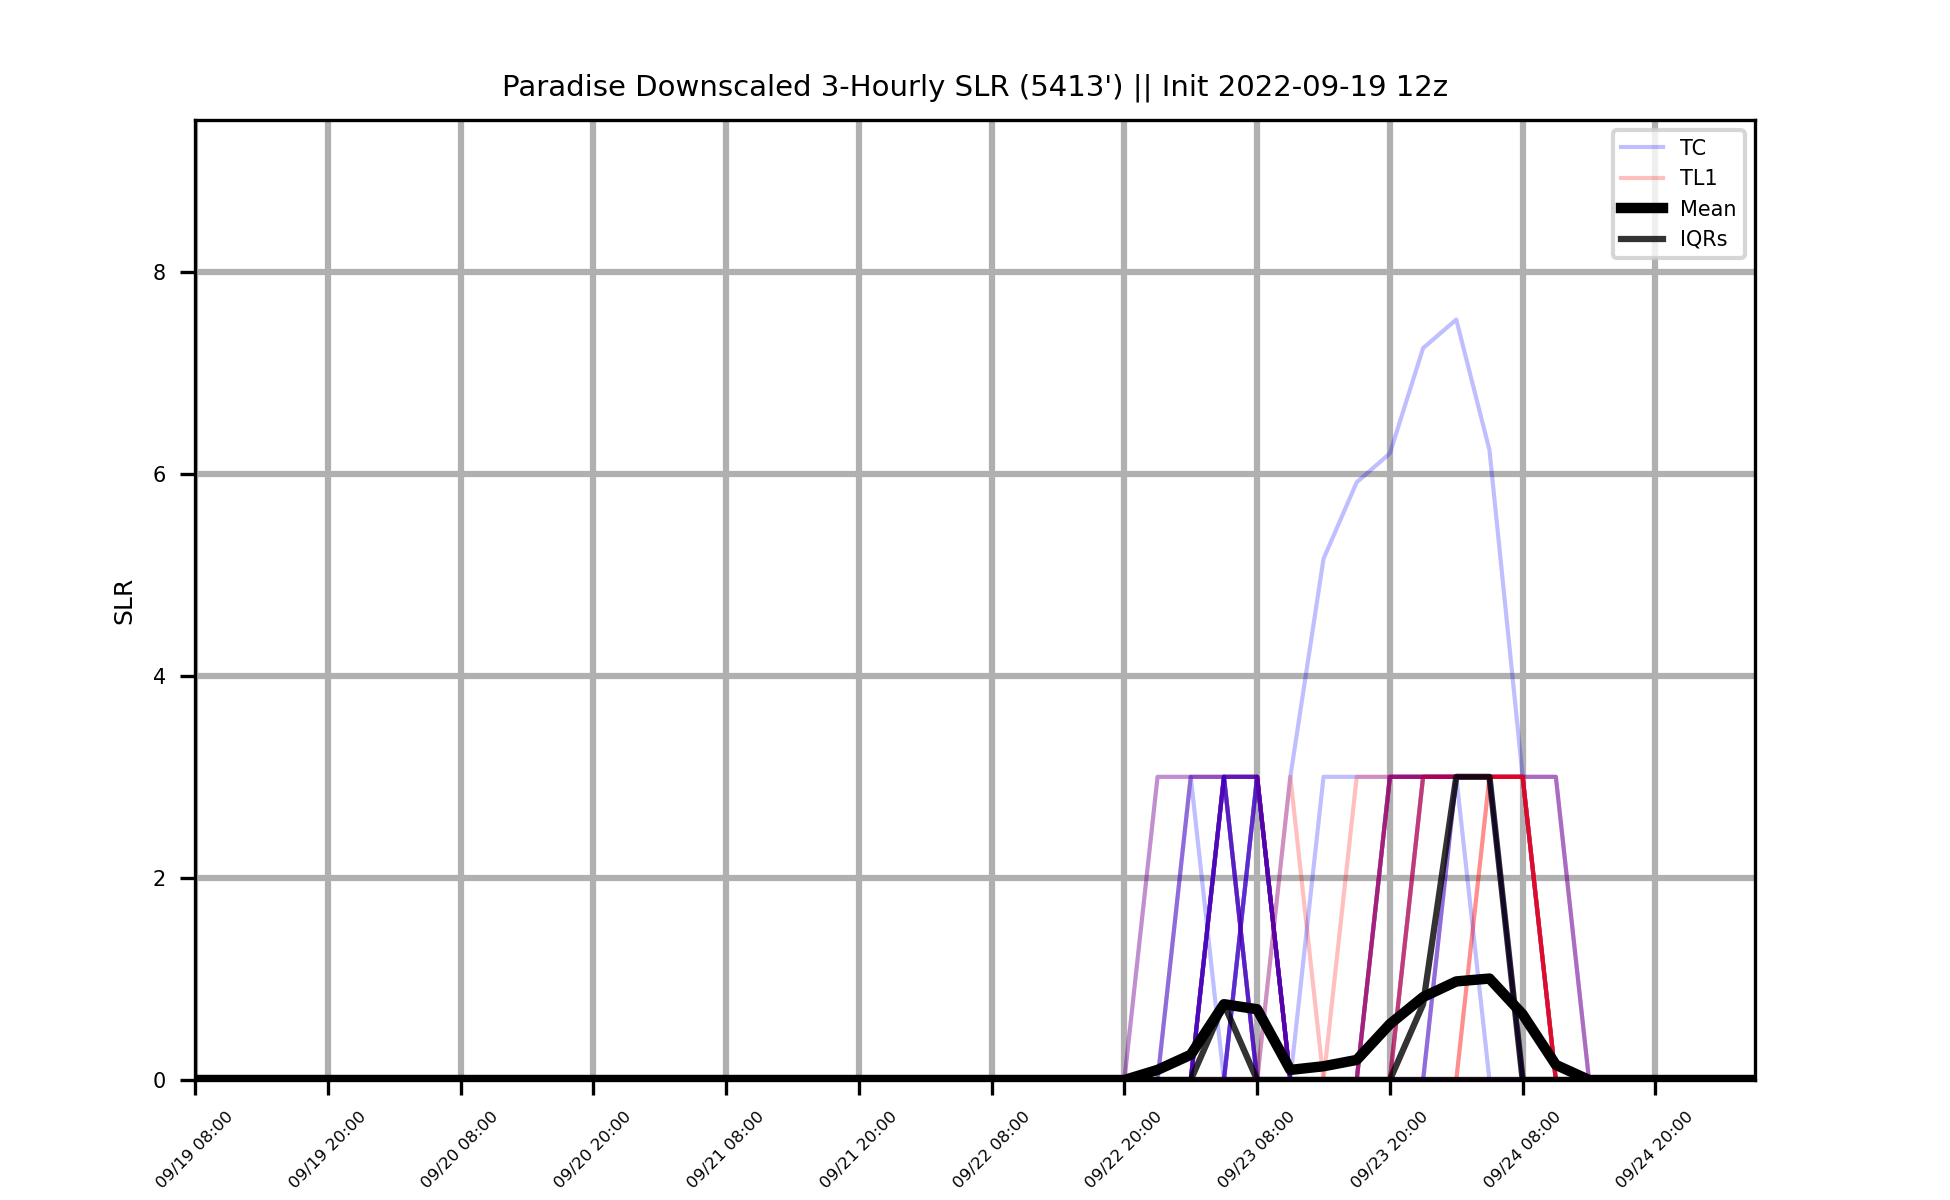 Paradise Downscaled 3-Hourly SLR (5413') || Init 2022-09-19 12z
TC
TL1
Mean
IQRs
8
6
4
2
0
SLR
09/19 08:00
09/19 20:00
09/20 08:00
09/20 20:00
09/21 08:00
09/21 20:00
09/22 08:00
09/22 20:00
09/23 08:00
09/23 20:00
09/24 08:00
09/24 20:00